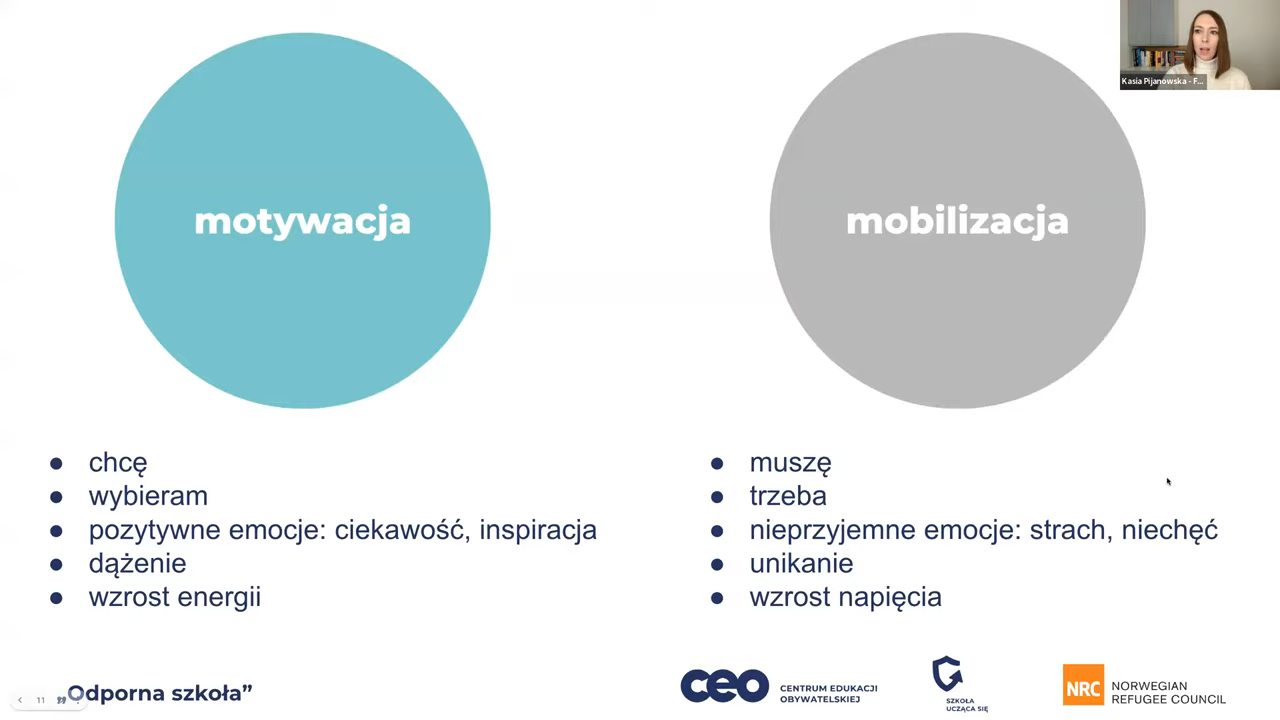 Kasia Pijanowska - F...
motywacja
mobilizacja
● chcę
● wybieram
● pozytywne emocje: ciekawość, inspiracja
● dążenie
● wzrost energii
● muszę
● trzeba
● nieprzyjemne emocje: strach, niechęć
● unikanie
● wzrost napięcia
11
„Odporna szkoła”
ceo
CENTRUM EDUKACJI
OBYWATELSKIEJ
SZKOŁA
UCZĄCA SIĘ
NRC
NORWEGIAN
REFUGEE COUNCIL